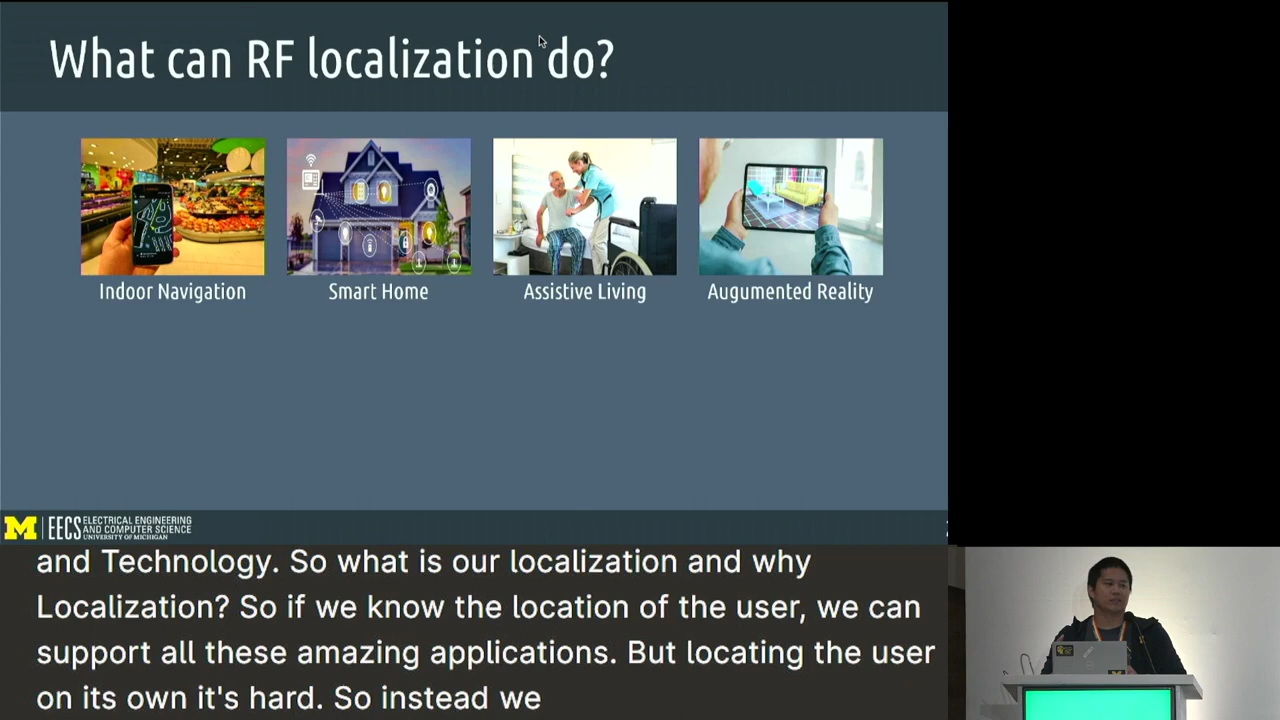 What can RF localization do?
Indoor Navigation
Smart Home
Assistive Living
Augumented Reality
M EECS ELECTRICAL ENGINEERING
AND COMPUTER SCIENCE
UNIVERSITY OF MICHIGAN
and Technology. So what is our localization and why
Localization? So if we know the location of the user, we can
support all these amazing applications. But locating the user
on its own it's hard. So instead we